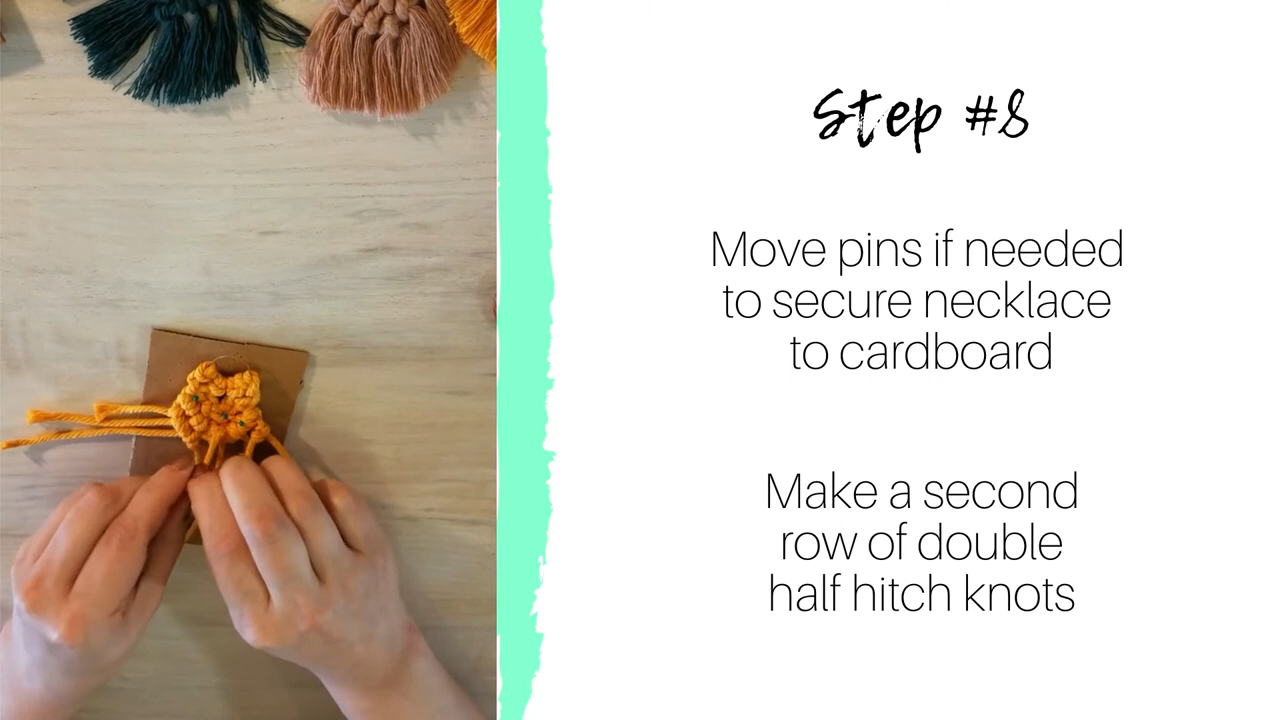 Step #8
Move pins if needed
to secure necklace
to cardboard
Make a second
row of double
half hitch knots